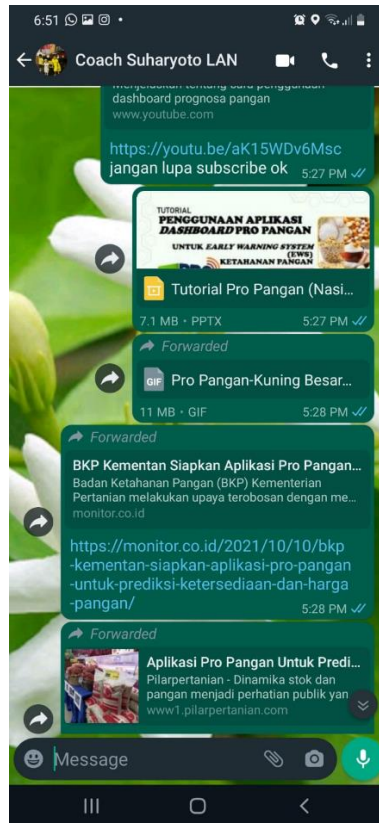 6:51
Coach Suharyoto LAN
Menjelaskan tentang cara penggunaan
dashboard prognosa pangan
www.youtube.com
https://youtu.be/aK15WDv6Msc
jangan lupa subscribe ok 5:27 PM
TUTORIAL
PENGGUNAAN APLIKASI
DASHBOARD PRO PANGAN
UNTUK EARLY WARNING SYSTEM
(EWS)
KETAHANAN PANGAN
Tutorial Pro Pangan (Nasi...
7.1 MB • PPTX 5:27 PM
Forwarded
GIF Pro Pangan-Kuning Besar...
11 MB • GIF 5:28 PM
Forwarded
BKP Kementan Siapkan Aplikasi Pro Pangan...
Badan Ketahanan Pangan (BKP) Kementerian
Pertanian melakukan upaya terobosan dengan me...
monitor.co.id
https://monitor.co.id/2021/10/10/bkp
-kementan-siapkan-aplikasi-pro-pangan
-untuk-prediksi-ketersediaan-dan-harga
-pangan/ 5:28 PM
Forwarded
Aplikasi Pro Pangan Untuk Predi...
Pilarpertanian - Dinamika stok dan
pangan menjadi perhatian publik yan
www1.pilarpertanian.com
Message